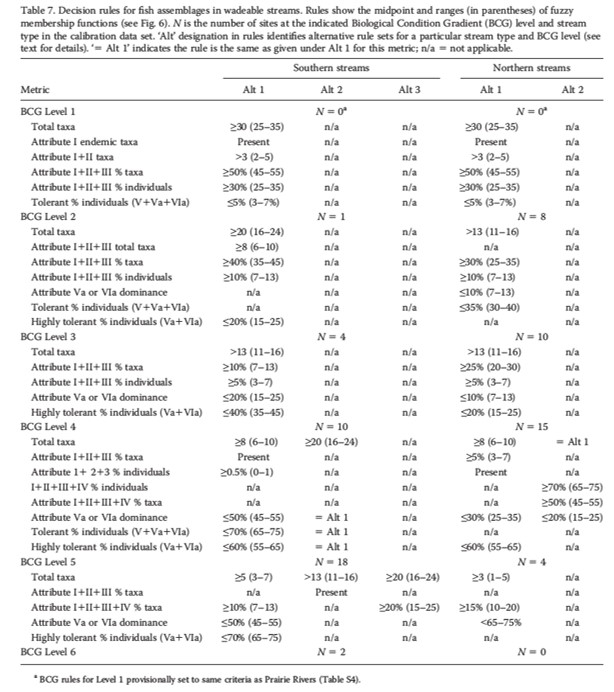 Table 7. Decision rules for fish assemblages in wadeable streams. Rules show the midpoint and ranges (in parentheses) of fuzzy
membership functions (see Fig. 6). N is the number of sites at the indicated Biological Condition Gradient (BCG) level and stream
type in the calibration data set. ‘Alt’ designation in rules identifies alternative rule sets for a particular stream type and BCG level (see
text for details). ‘= Alt 1’ indicates the rule is the same as given under Alt 1 for this metric; n/a = not applicable.
Southern streams Northern streams
Metric Alt 1 Alt 2 Alt 3 Alt 1 Alt 2
BCG Level 1 N = 0ᵃ N = 0ᵃ
Total taxa ≥30 (25–35) n/a n/a ≥30 (25–35) n/a
Attribute I endemic taxa Present n/a n/a Present n/a
Attribute I+II taxa >3 (2–5) n/a n/a >3 (2–5) n/a
Attribute I+II+III % taxa ≥50% (45–55) n/a n/a ≥50% (45–55) n/a
Attribute I+II+III % individuals ≥30% (25–35) n/a n/a ≥30% (25–35) n/a
Tolerant % individuals (V+Va+VIa) ≤5% (3–7%) n/a n/a ≤5% (3–7%) n/a
BCG Level 2 N = 1 N = 8
Total taxa ≥20 (16–24) n/a n/a >13 (11–16) n/a
Attribute I+II+III total taxa ≥8 (6–10) n/a n/a n/a n/a
Attribute I+II+III % taxa ≥40% (35–45) n/a n/a ≥30% (25–35) n/a
Attribute I+II+III % individuals ≥10% (7–13) n/a n/a ≥10% (7–13) n/a
Attribute Va or VIa dominance n/a n/a n/a ≤10% (7–13) n/a
Tolerant % individuals (V+Va+VIa) n/a n/a n/a ≤35% (30–40) n/a
Highly tolerant % individuals (Va+VIa) ≤20% (15–25) n/a n/a n/a n/a
BCG Level 3 N = 4 N = 10
Total taxa >13 (11–16) n/a n/a >13 (11–16) n/a
Attribute I+II+III % taxa ≥10% (7–13) n/a n/a ≥25% (20–30) n/a
Attribute I+II+III % individuals ≥5% (3–7) n/a n/a ≥5% (3–7) n/a
Attribute Va or VIa dominance ≤20% (15–25) n/a n/a ≤10% (7–13) n/a
Highly tolerant % individuals (Va+VIa) ≤40% (35–45) n/a n/a ≤20% (15–25) n/a
BCG Level 4 N = 10 N = 15
Total taxa ≥8 (6–10) ≥20 (16–24) n/a ≥8 (6–10) = Alt 1
Attribute I+II+III % taxa Present n/a n/a ≥5% (3–7) n/a
Attribute 1+ 2+3 % individuals ≥0.5% (0–1) n/a n/a Present n/a
I+II+III+IV % individuals n/a n/a n/a n/a ≥70% (65–75)
Attribute I+II+III+IV % taxa n/a n/a n/a n/a ≥50% (45–55)
Attribute Va or VIa dominance ≤50% (45–55) = Alt 1 n/a ≤30% (25–35) ≤20% (15–25)
Tolerant % individuals (V+Va+VIa) ≤70% (65–75) = Alt 1 n/a n/a n/a
Highly tolerant % individuals (Va+VIa) ≤60% (55–65) = Alt 1 n/a ≤60% (55–65) n/a
BCG Level 5 N = 18 N = 4
Total taxa ≥5 (3–7) >13 (11–16) ≥20 (16–24) ≥3 (1–5) n/a
Attribute I+II+III % taxa n/a Present n/a n/a n/a
Attribute I+II+III+IV % taxa ≥10% (7–13) n/a ≥20% (15–25) ≥15% (10–20) n/a
Attribute Va or VIa dominance ≤50% (45–55) n/a n/a <65–75% n/a
Highly tolerant % individuals (Va+VIa) ≤70% (65–75) n/a n/a n/a n/a
BCG Level 6 N = 2 N = 0
ᵃ BCG rules for Level 1 provisionally set to same criteria as Prairie Rivers (Table S4).